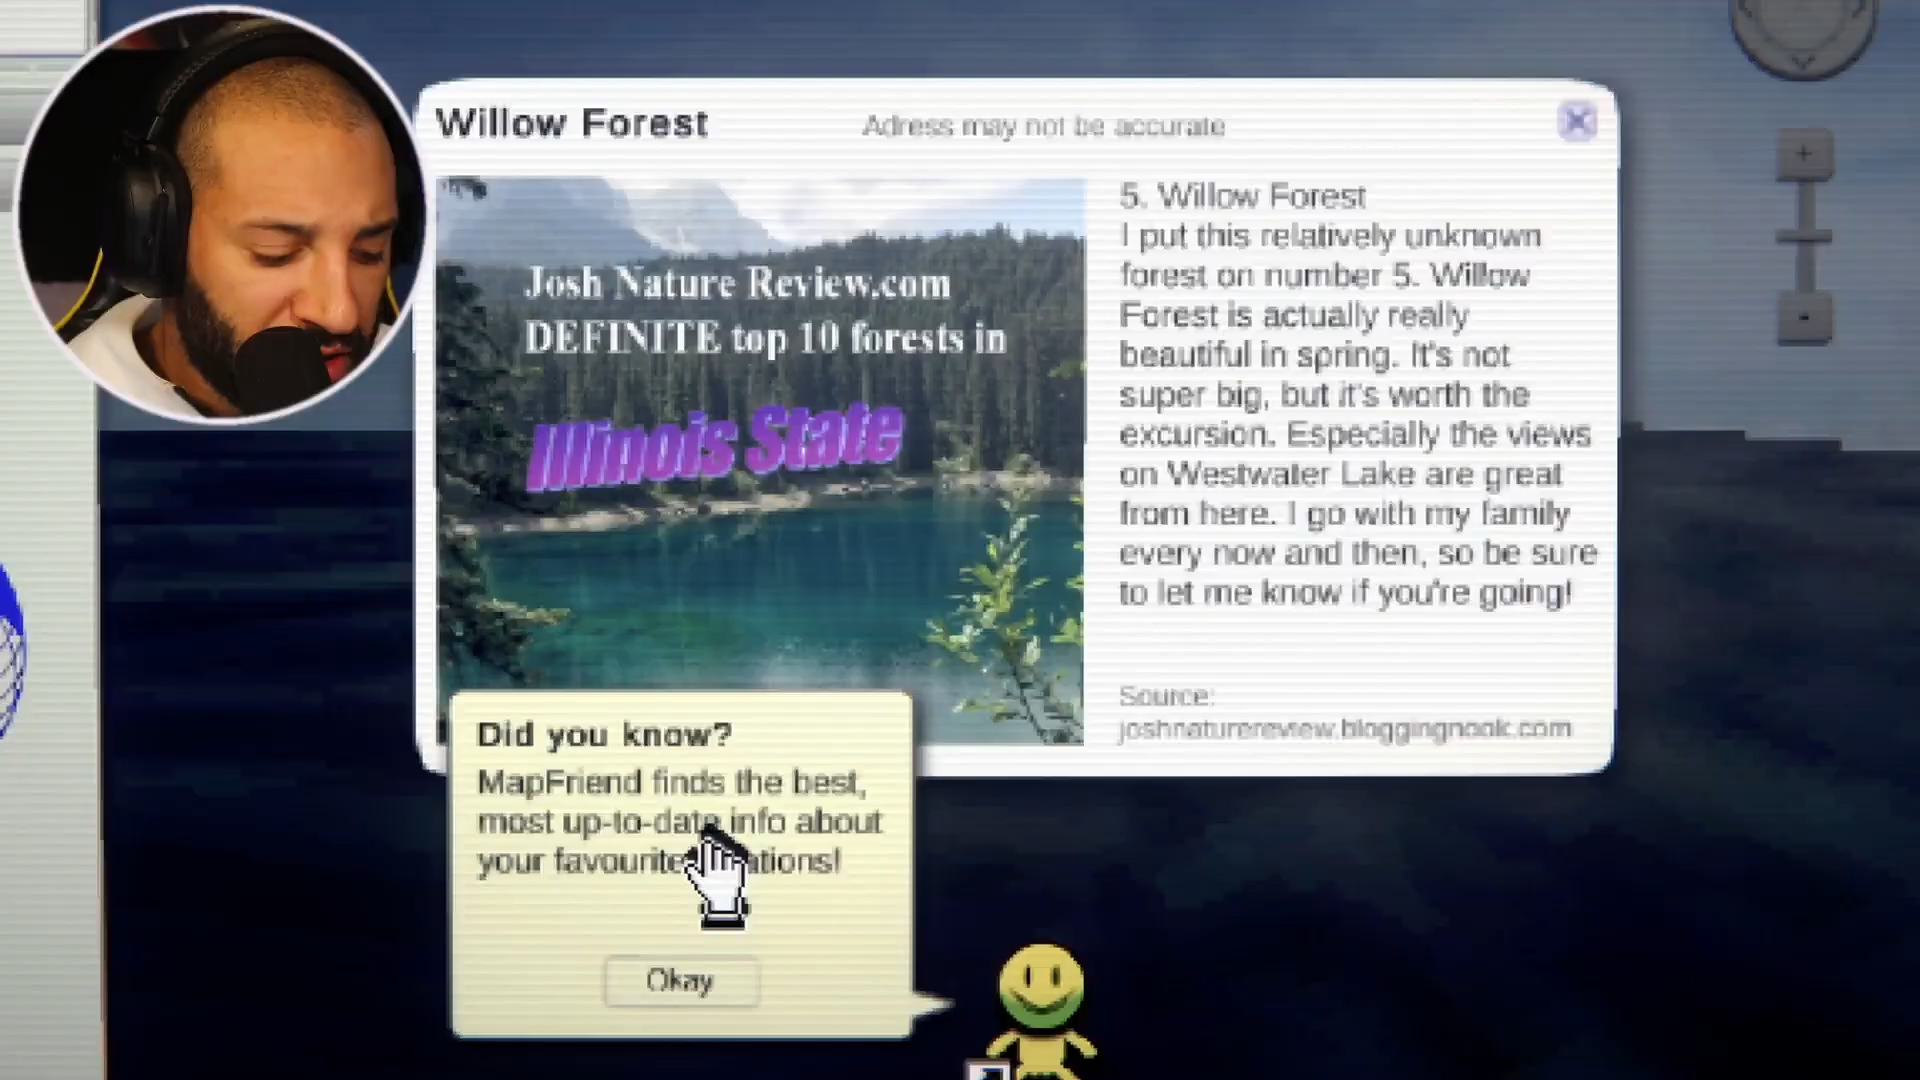 Willow Forest
Adress may not be accurate
Josh Nature Review.com
DEFINITE top 10 forests in
Illinois State
5. Willow Forest
I put this relatively unknown
forest on number 5. Willow
Forest is actually really
beautiful in spring. It's not
super big, but it's worth the
excursion. Especially the views
on Westwater Lake are great
from here. I go with my family
every now and then, so be sure
to let me know if you're going!
Source:
joshnaturereview.bloggingnook.com
Did you know?
MapFriend finds the best,
most up-to-date info about
your favourite
Okay
+
-